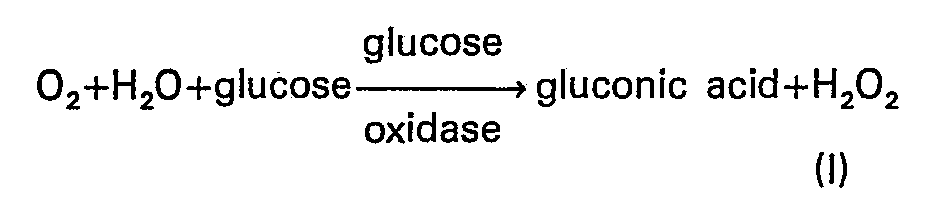 glucose
O₂+H₂O+glucose⟶gluconic acid+H₂O₂
oxidase
(I)